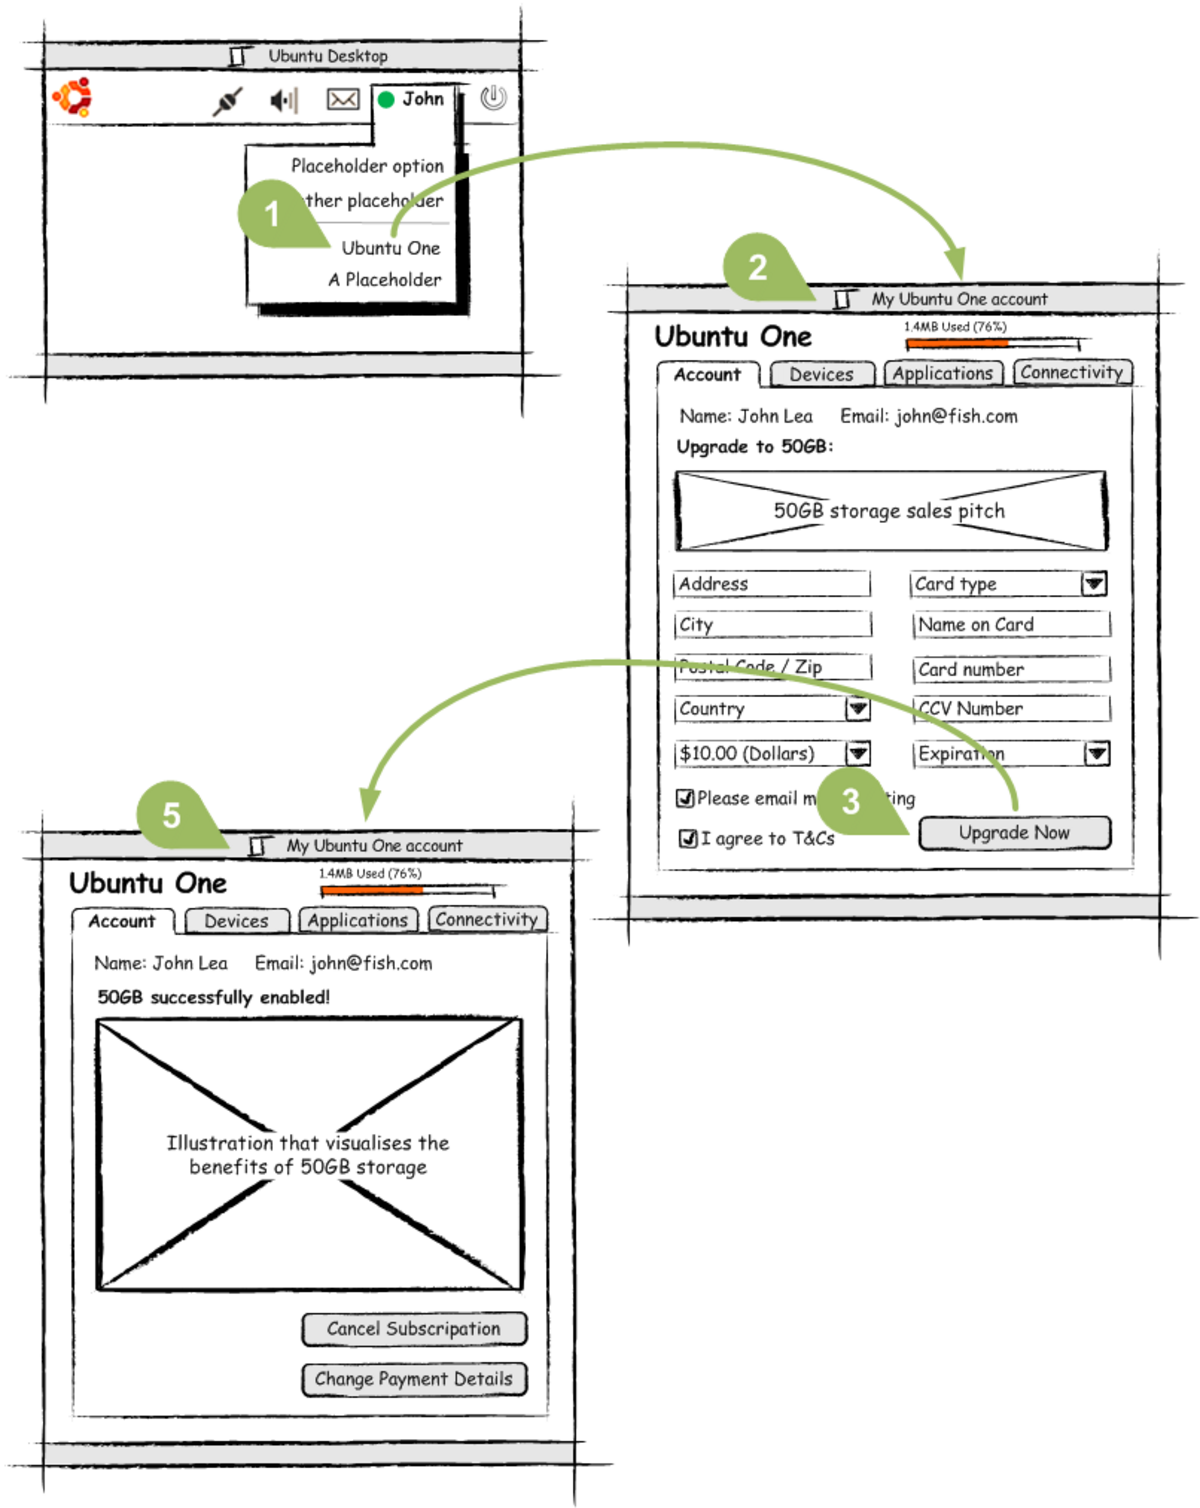 Ubuntu Desktop
John
Placeholder option
ther placeholder
1
Ubuntu One
A Placeholder
2
My Ubuntu One account
Ubuntu One
1.4MB Used (76%)
Account
Devices
Applications
Connectivity
Name: John Lea Email: john@fish.com
Upgrade to 50GB:
50GB storage sales pitch
Address
Card type
City
Name on Card
Postal Code / Zip
Card number
Country
CCV Number
$10.00 (Dollars)
Expiration
Please email m ting
3
I agree to T&Cs
Upgrade Now
5
My Ubuntu One account
Ubuntu One
1.4MB Used (76%)
Account
Devices
Applications
Connectivity
Name: John Lea Email: john@fish.com
50GB successfully enabled!
Illustration that visualises the
benefits of 50GB storage
Cancel Subscripation
Change Payment Details